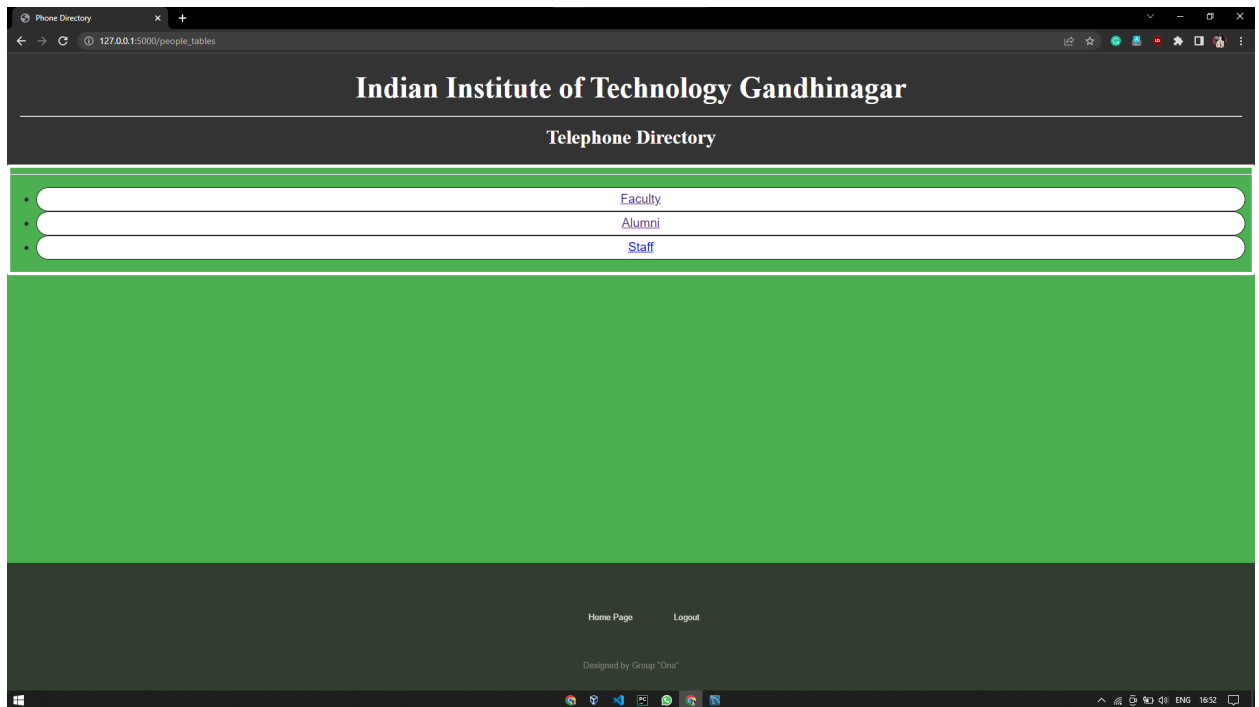 Phone Directory
127.0.0.1:5000/people_tables
Indian Institute of Technology Gandhinagar
Telephone Directory
Faculty
Alumni
Staff
Home Page Logout
Designed by Group "Ono"
ENG 16:52